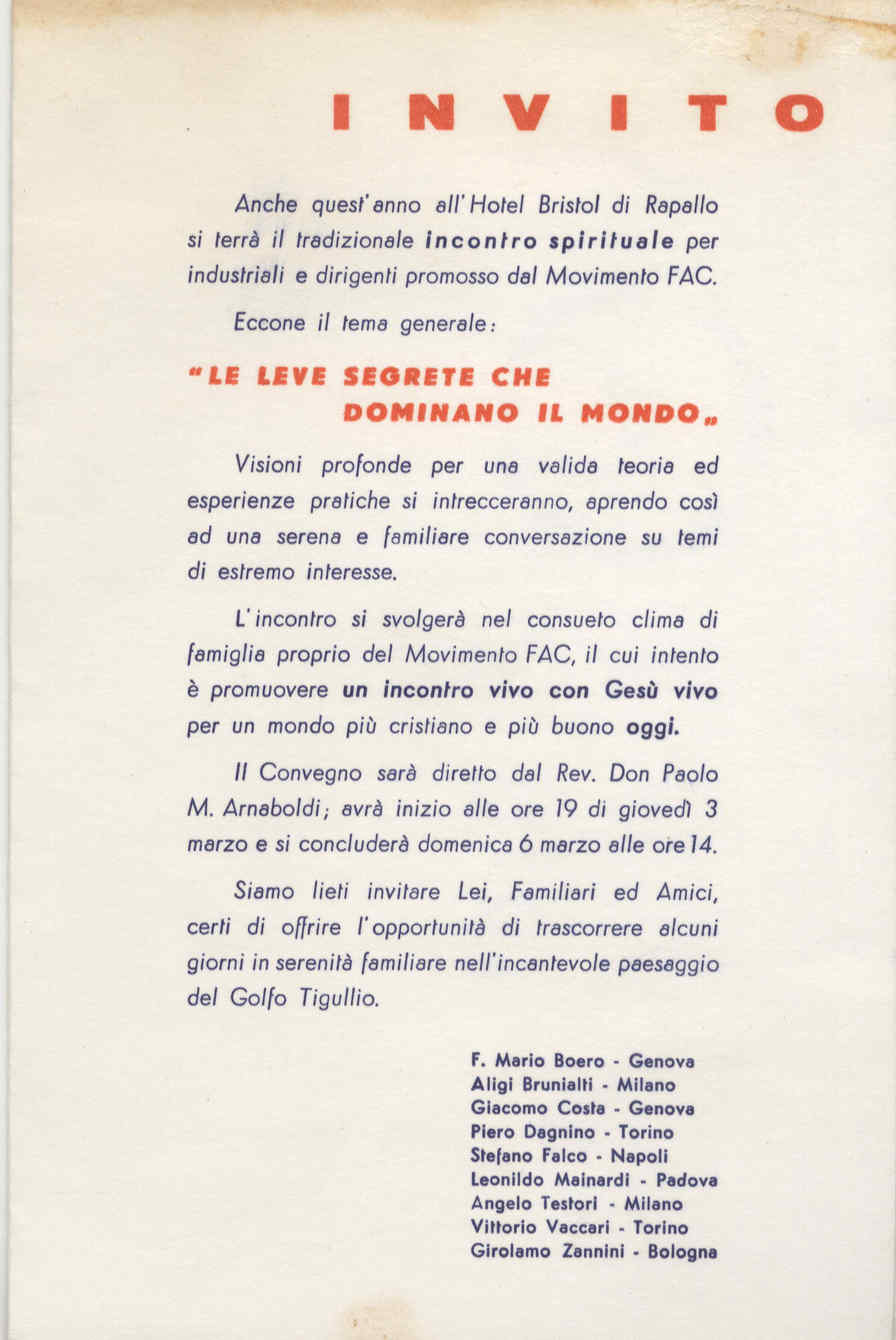 INVITO
Anche quest'anno all'Hotel Bristol di Rapallo
si terrà il tradizionale incontro spirituale per
industriali e dirigenti promosso dal Movimento FAC.
Eccone il tema generale:
“LE LEVE SEGRETE CHE
DOMINANO IL MONDO„
Visioni profonde per una valida teoria ed
esperienze pratiche si intrecceranno, aprendo così
ad una serena e familiare conversazione su temi
di estremo interesse.
L'incontro si svolgerà nel consueto clima di
famiglia proprio del Movimento FAC, il cui intento
è promuovere un incontro vivo con Gesù vivo
per un mondo più cristiano e più buono oggi.
Il Convegno sarà diretto dal Rev. Don Paolo
M. Arnaboldi; avrà inizio alle ore 19 di giovedì 3
marzo e si concluderà domenica 6 marzo alle ore 14.
Siamo lieti invitare Lei, Familiari ed Amici,
certi di offrire l'opportunità di trascorrere alcuni
giorni in serenità familiare nell'incantevole paesaggio
del Golfo Tigullio.
F. Mario Boero - Genova
Aligi Brunialti - Milano
Giacomo Costa - Genova
Piero Dagnino - Torino
Stefano Falco - Napoli
Leonildo Mainardi - Padova
Angelo Testori - Milano
Vittorio Vaccari - Torino
Girolamo Zannini - Bologna